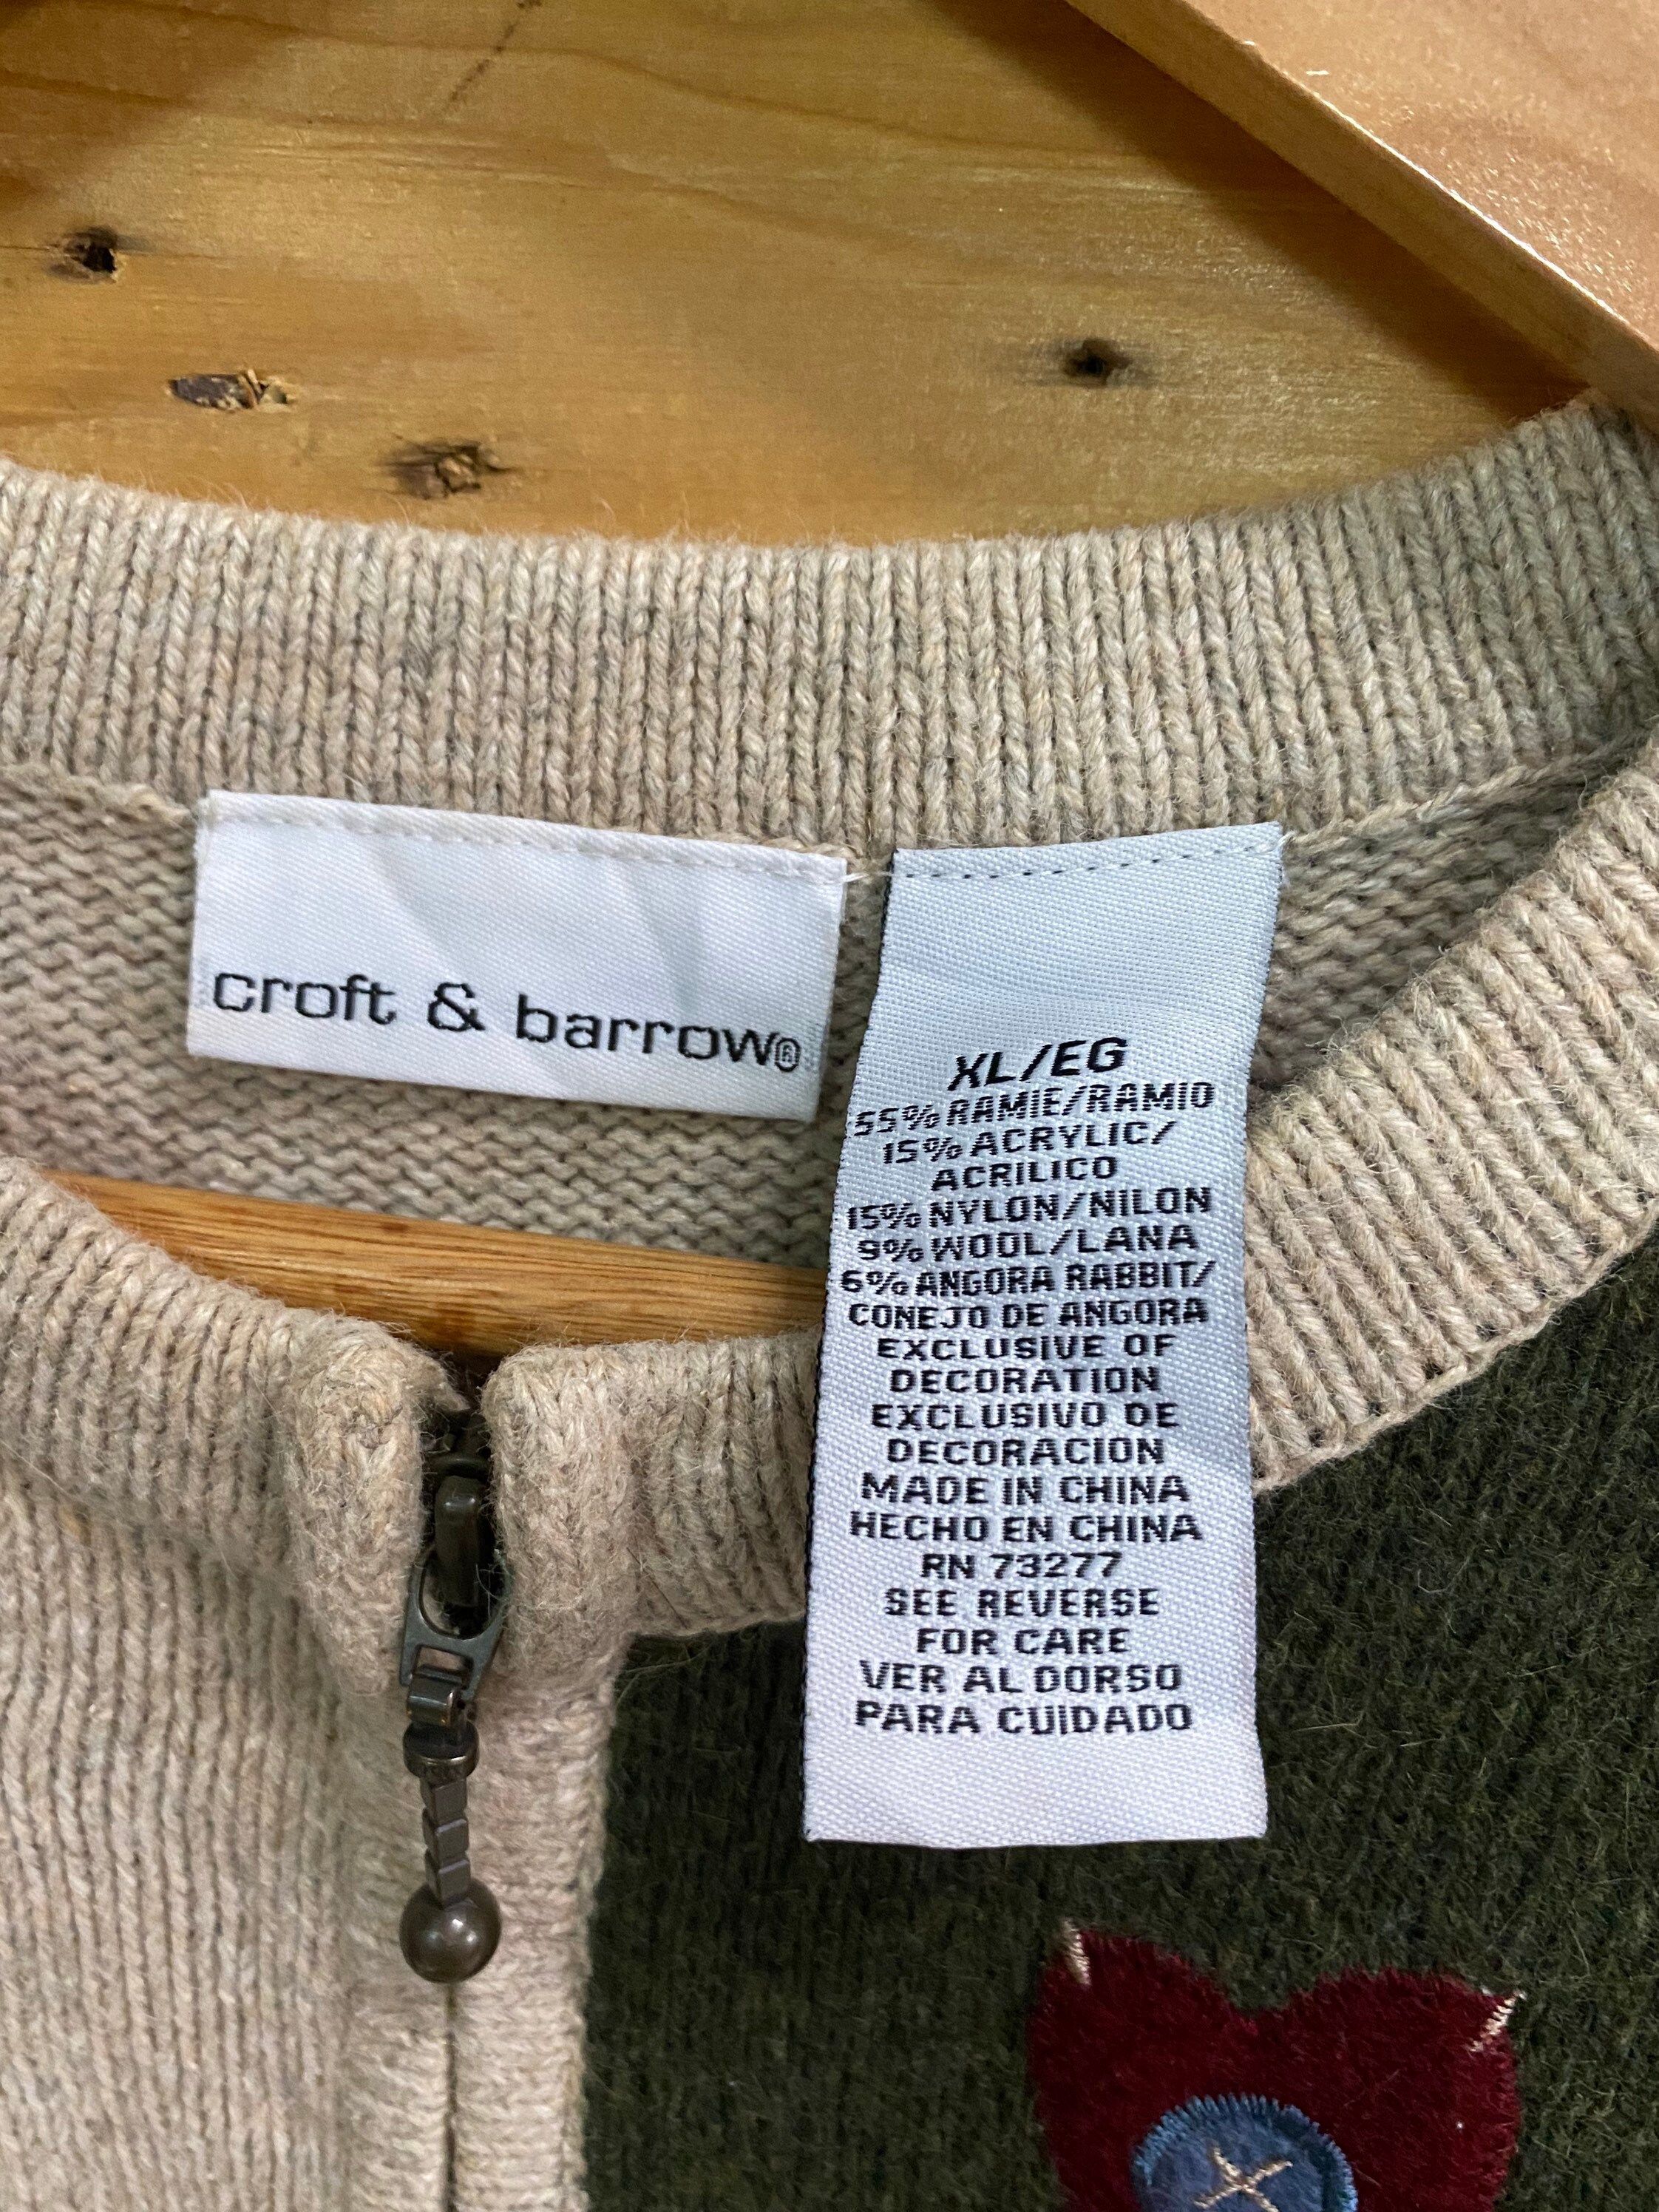 croft & barrow®
XL/EG
55% RAMIE/RAMIO
15% ACRYLIC/
ACRILICO
15% NYLON/NILON
9% WOOL/LANA
6% ANGORA RABBIT/
CONEJO DE ANGORA
EXCLUSIVE OF
DECORATION
EXCLUSIVO DE
DECORACION
MADE IN CHINA
HECHO EN CHINA
RN 73277
SEE REVERSE
FOR CARE
VER AL DORSO
PARA CUIDADO